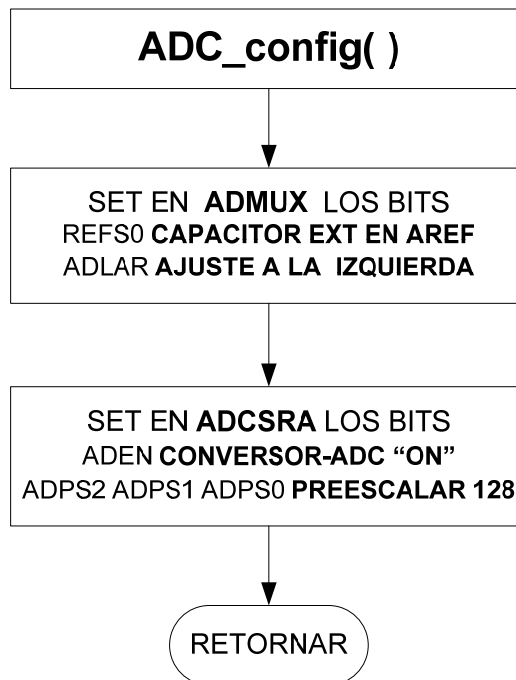 ADC_config( )
SET EN ADMUX LOS BITS
REFS0 CAPACITOR EXT EN AREF
ADLAR AJUSTE A LA IZQUIERDA
SET EN ADCSRA LOS BITS
ADEN CONVERSOR-ADC “ON”
ADPS2 ADPS1 ADPS0 PREESCALAR 128
RETORNAR